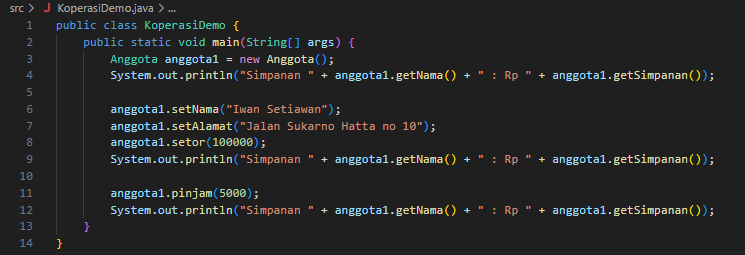 src > J KoperasiDemo.java > ...
1 public class KoperasiDemo {
2     public static void main(String[] args) {
3         Anggota anggota1 = new Anggota();
4         System.out.println("Simpanan " + anggota1.getNama() + " : Rp " + anggota1.getSimpanan());
5
6         anggota1.setNama("Iwan Setiawan");
7         anggota1.setAlamat("Jalan Sukarno Hatta no 10");
8         anggota1.setor(100000);
9         System.out.println("Simpanan " + anggota1.getNama() + " : Rp " + anggota1.getSimpanan());
10
11         anggota1.pinjam(5000);
12         System.out.println("Simpanan " + anggota1.getNama() + " : Rp " + anggota1.getSimpanan());
13     }
14 }